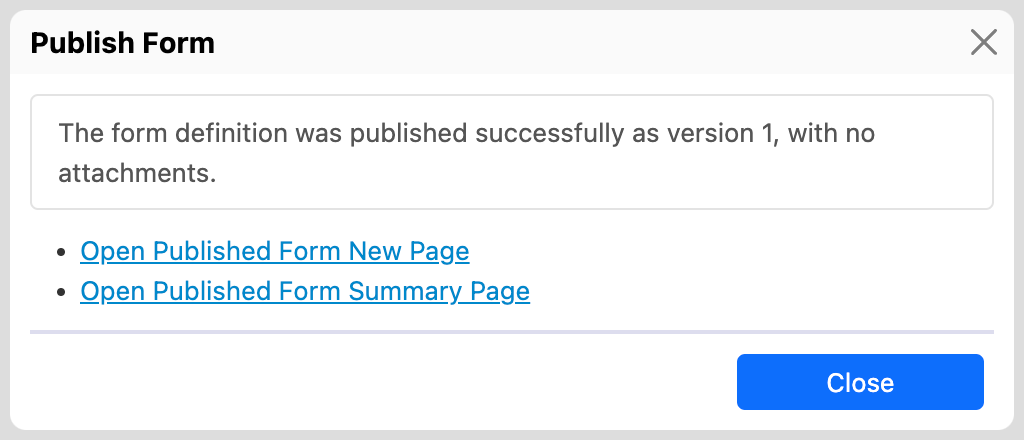 Publish Form
The form definition was published successfully as version 1, with no
attachments.
Open Published Form New Page
Open Published Form Summary Page
Close